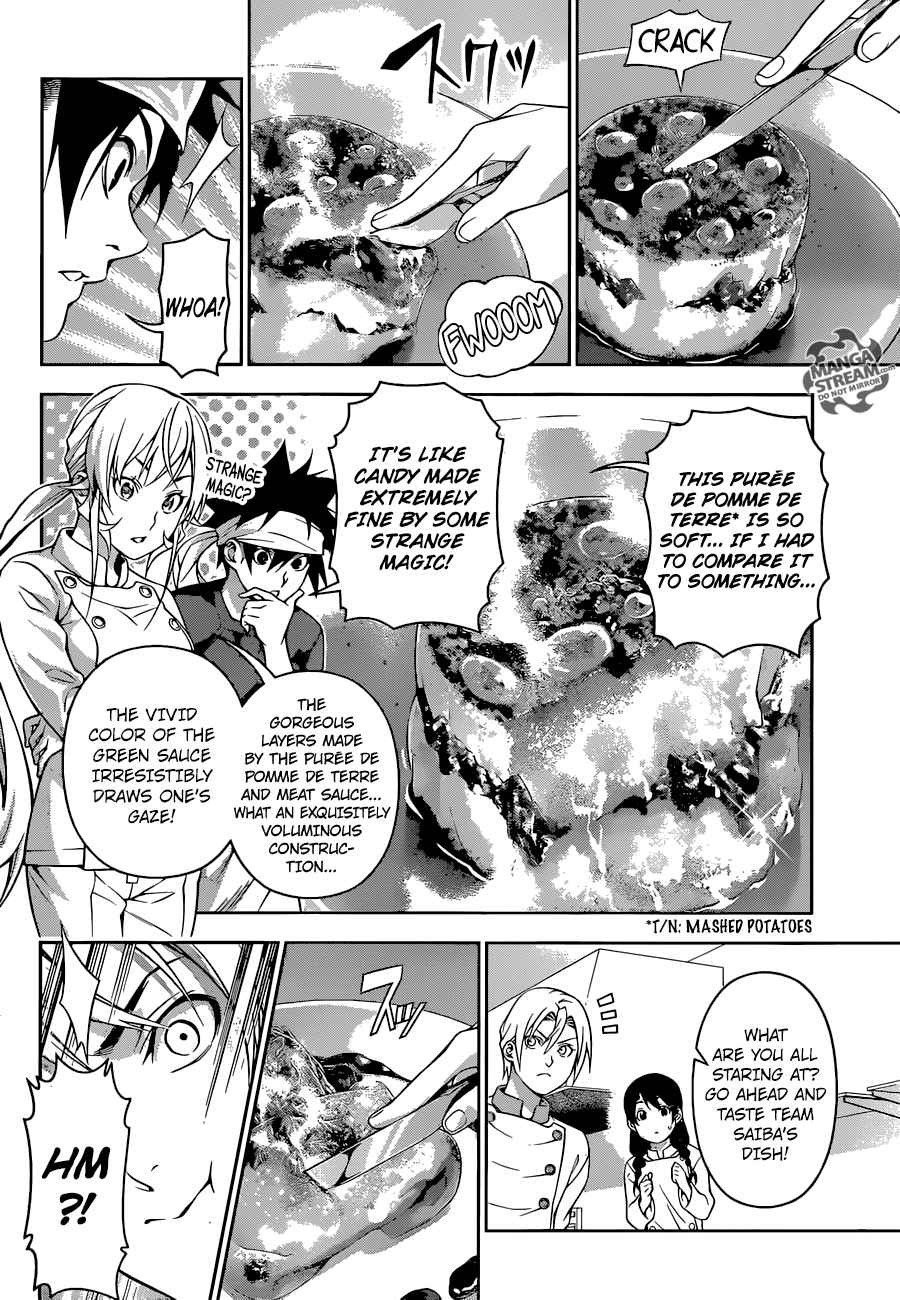 CRACK
スクッ
FWOOOM
WHOA!
MANGA
STREAM.com
DO NOT MIRROR
THIS PURÉE
DE POMME DE
TERRE* IS SO
SOFT... IF I HAD
TO COMPARE
IT TO SOMETHING...
IT'S LIKE
CANDY MADE
EXTREMELY
FINE BY SOME
STRANGE
MAGIC!
STRANGE
MAGIC?
THE
GORGEOUS
LAYERS MADE
BY THE PURÉE DE
POMME DE TERRE
AND MEAT SAUCE...
WHAT AN EXQUISITELY
VOLUMINOUS
CONSTRUC-
TION...
THE VIVID
COLOR OF THE
GREEN SAUCE
IRRESISTIBLY
DRAWS ONE'S
GAZE!
*T/N: MASHED POTATOES
WHAT
ARE YOU ALL
STARING AT?
GO AHEAD AND
TASTE TEAM
SAIBA'S
DISH!
スッ
HM
?!